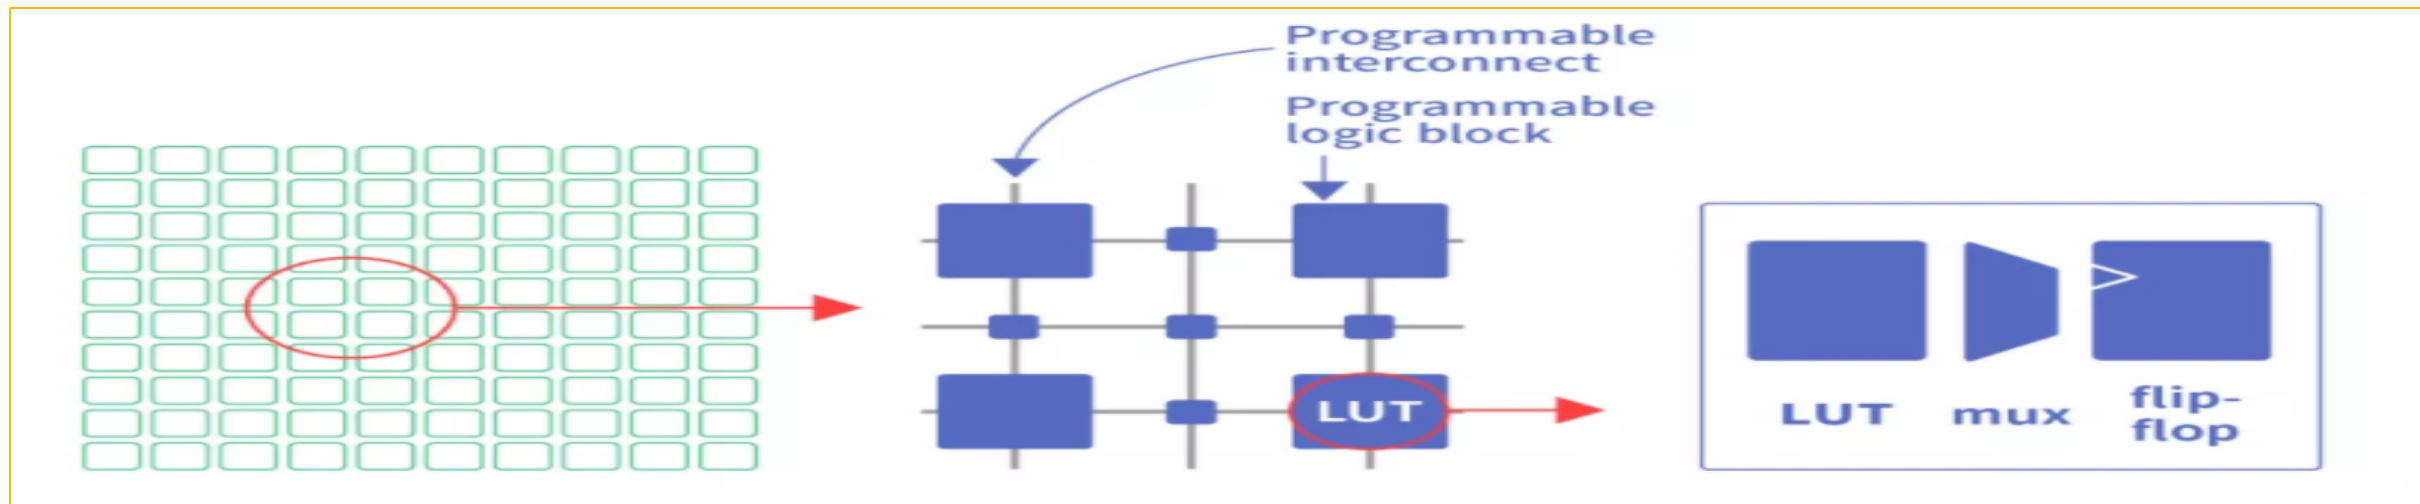 Programmable
interconnect
Programmable
logic block
LUT
LUT
mux
flip-
flop